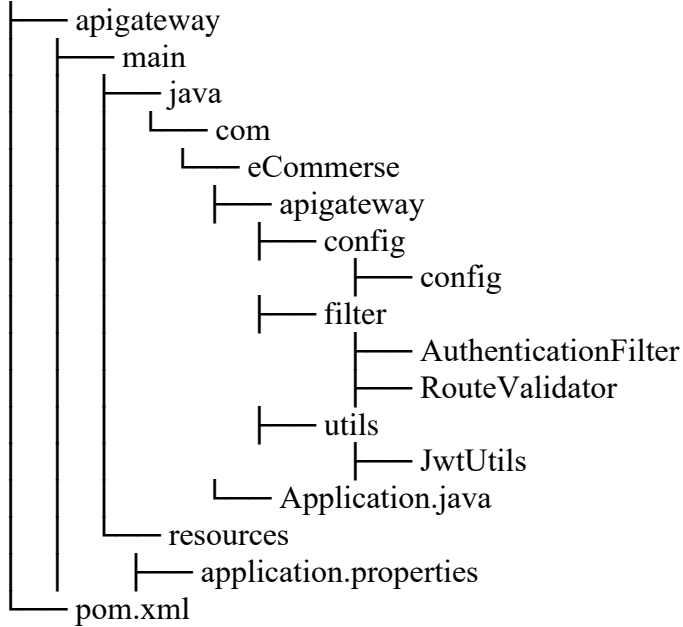 apigateway
main
java
com
eCommerse
apigateway
config
config
filter
AuthenticationFilter
RouteValidator
utils
JwtUtils
Application.java
resources
application.properties
pom.xml